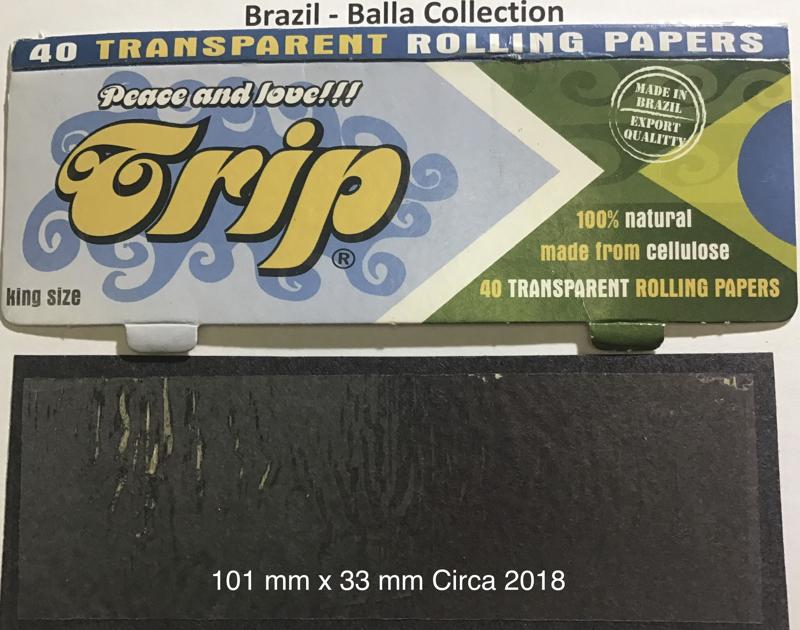 Brazil - Balla Collection
40 TRANSPARENT ROLLING PAPERS
Peace and love!!!
Trip
®
king size
MADE IN
BRAZIL
EXPORT
QUALITTY
100% natural
made from cellulose
40 TRANSPARENT ROLLING PAPERS
101 mm x 33 mm Circa 2018